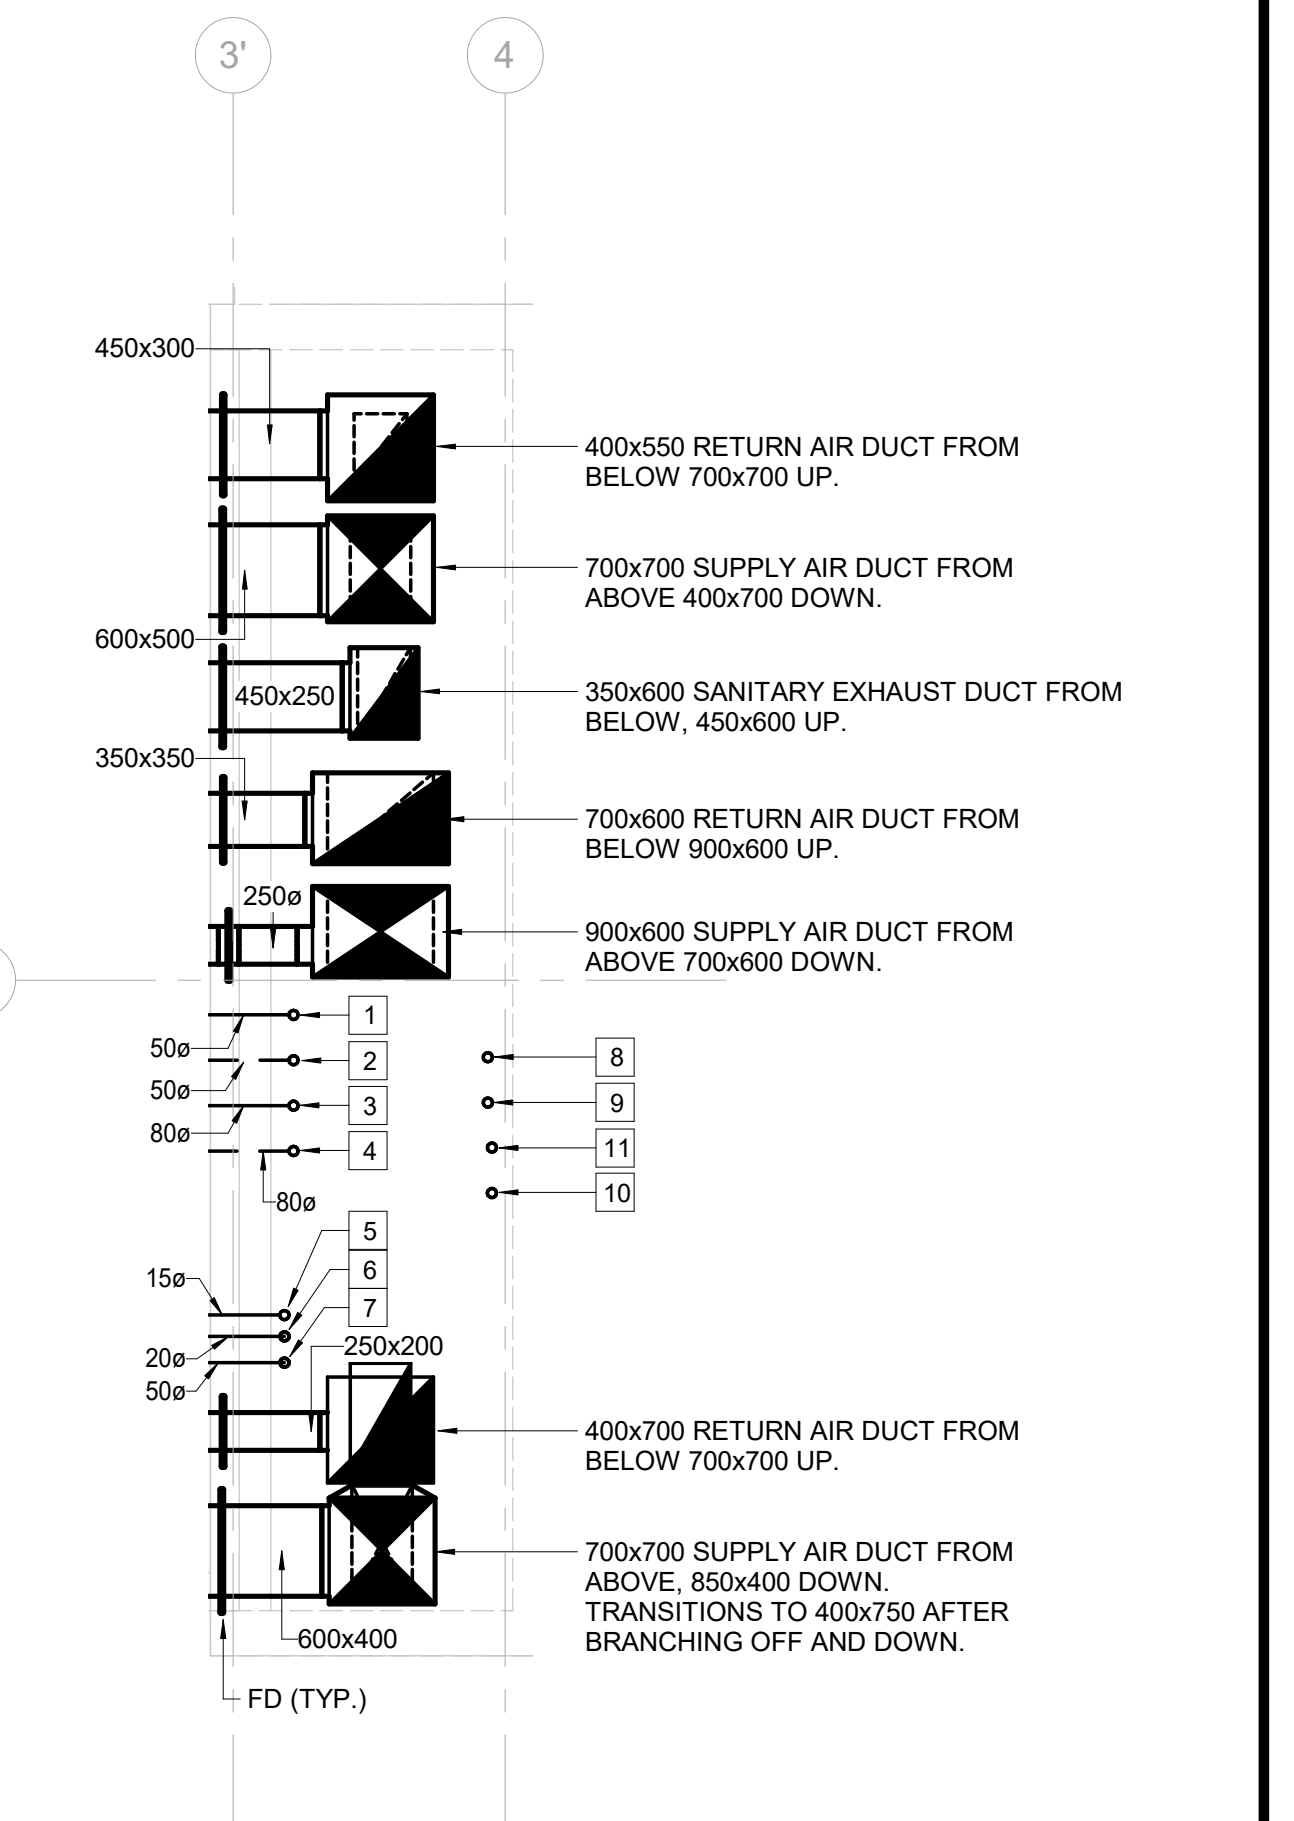 3'
4
450x300
400x550 RETURN AIR DUCT FROM
BELOW 700x700 UP.
700x700 SUPPLY AIR DUCT FROM
ABOVE 400x700 DOWN.
600x500
450x250
350x600 SANITARY EXHAUST DUCT FROM
BELOW, 450x600 UP.
350x350
700x600 RETURN AIR DUCT FROM
BELOW 900x600 UP.
250ø
900x600 SUPPLY AIR DUCT FROM
ABOVE 700x600 DOWN.
1
50ø
2
8
50ø
3
9
80ø
4
11
80ø
10
5
15ø
6
7
20ø
250x200
50ø
400x700 RETURN AIR DUCT FROM
BELOW 700x700 UP.
700x700 SUPPLY AIR DUCT FROM
ABOVE, 850x400 DOWN.
TRANSITIONS TO 400x750 AFTER
BRANCHING OFF AND DOWN.
600x400
FD (TYP.)